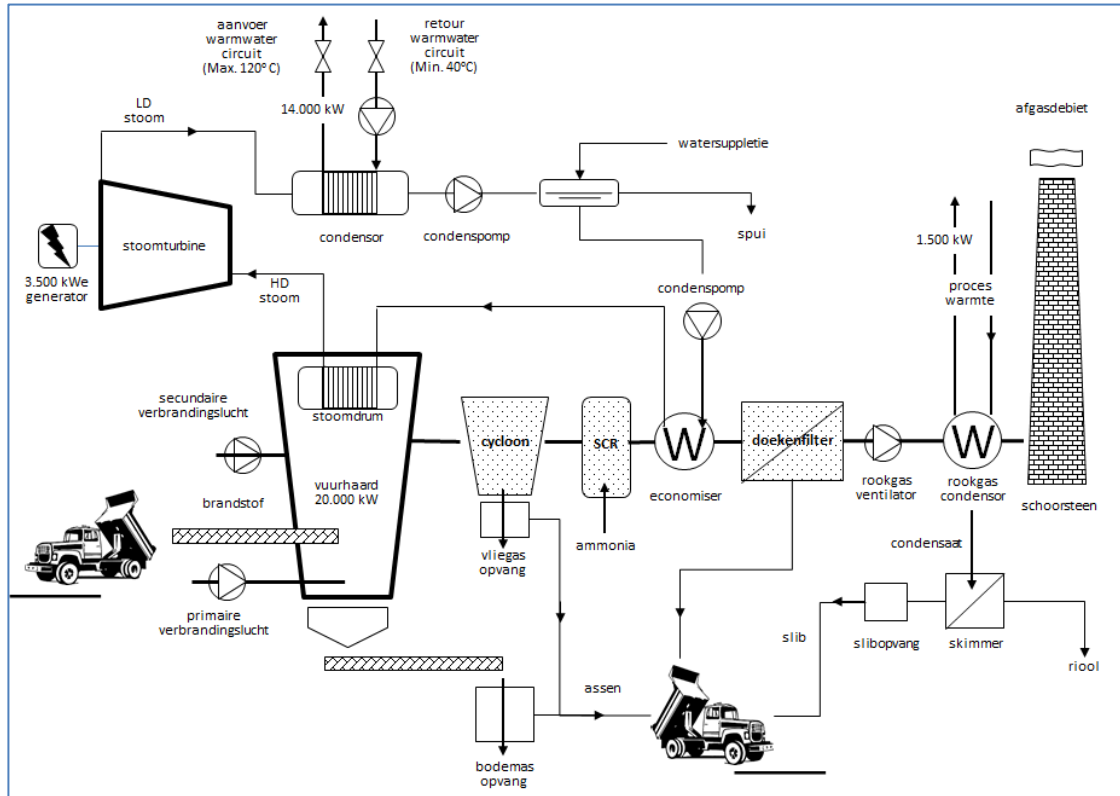 aanvoer
warmwater
circuit
(Max. 120° C)
retour
warmwater
circuit
(Min. 40°C)
LD
stoom
14.000 kW
afgasdebiet
watersuppletie
condensor
condenspomp
spui
stoomturbine
3.500 kWe
generator
HD
stoom
condenspomp
1.500 kW
proces
warmte
secundaire
verbrandingslucht
stoomdrum
vuurhaard
20.000 kW
brandstof
cycloon
SCR
W
economiser
doekenfilter
rookgas
ventilator
W
rookgas
condensor
schoorsteen
vliegas
opvang
ammonia
condensaat
primaire
verbrandingslucht
slib
slibopvang
skimmer
riool
assen
bodemas
opvang